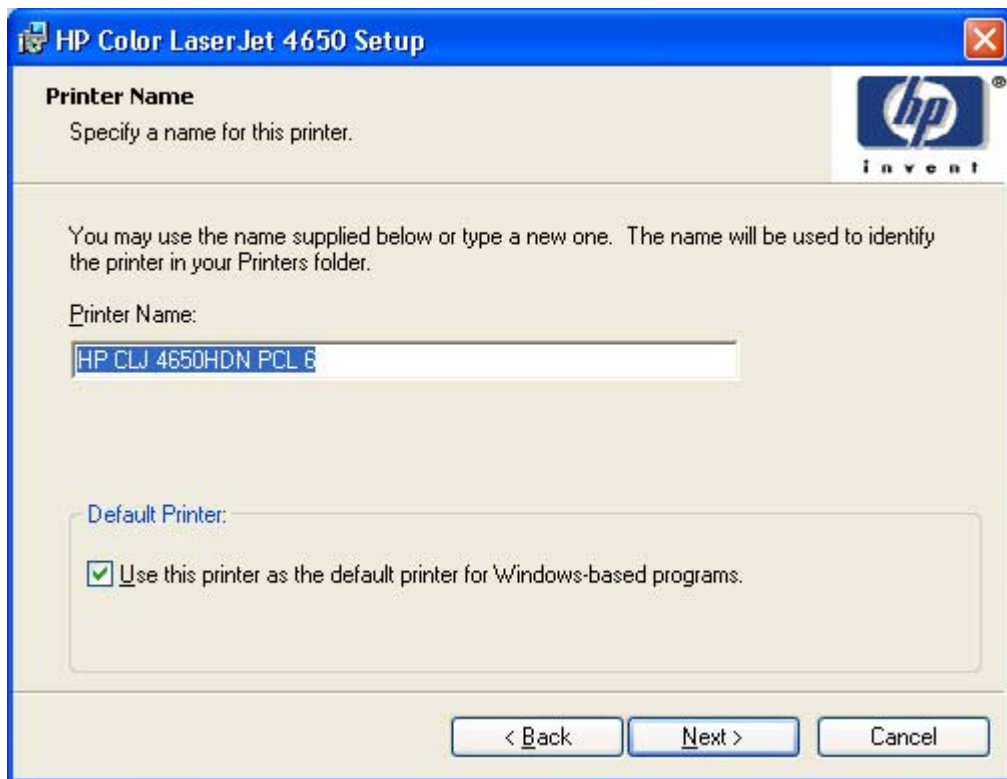 HP Color LaserJet 4650 Setup
Printer Name
Specify a name for this printer.
hp
®
invent
You may use the name supplied below or type a new one.  The name will be used to identify
the printer in your Printers folder.
Printer Name:
HP CLJ 4650HDN PCL 6
Default Printer:
Use this printer as the default printer for Windows-based programs.
< Back
Next >
Cancel